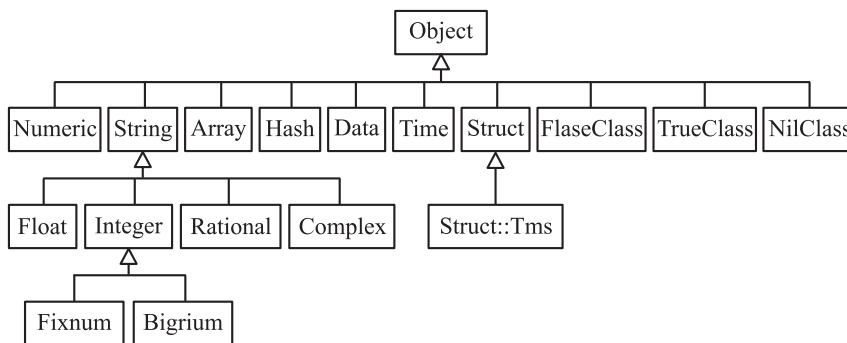 Object
Numeric String Array Hash Data Time Struct FlaseClass TrueClass NilClass
Float Integer Rational Complex Struct::Tms
Fixnum Bigrium